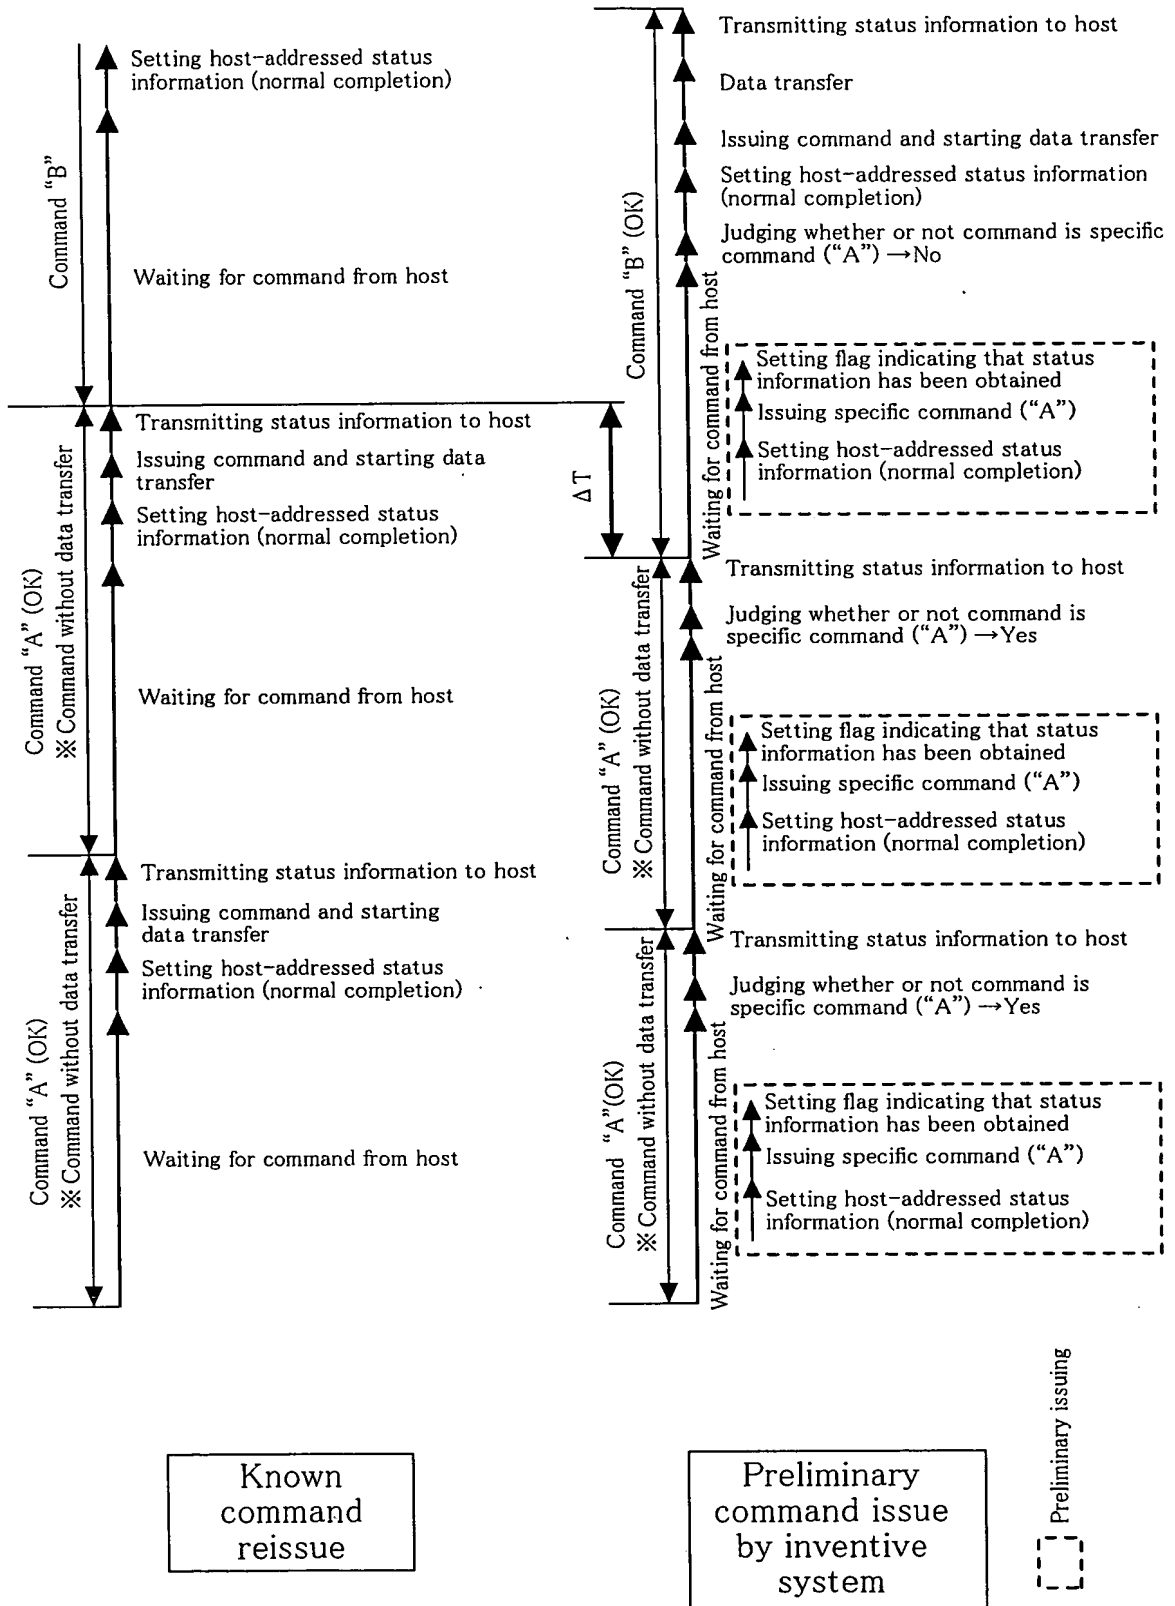 Setting host-addressed status
information (normal completion)
Command "B"
Waiting for command from host
Transmitting status information to host
Issuing command and starting data
transfer
Setting host-addressed status
information (normal completion)
Command "A" (OK)
※Command without data transfer
Waiting for command from host
Transmitting status information to host
Issuing command and starting
data transfer
Setting host-addressed status
information (normal completion)
Command "A" (OK)
※Command without data transfer
Waiting for command from host
Known
command
reissue
Transmitting status information to host
Data transfer
Issuing command and starting data transfer
Setting host-addressed status information
(normal completion)
Judging whether or not command is specific
command ("A") →No
Command "B" (OK)
Waiting for command from host
Setting flag indicating that status
information has been obtained
Issuing specific command ("A")
Setting host-addressed status
information (normal completion)
ΔT
Transmitting status information to host
Judging whether or not command is
specific command ("A") →Yes
Command "A" (OK)
※Command without data transfer
Waiting for command from host
Setting flag indicating that status
information has been obtained
Issuing specific command ("A")
Setting host-addressed status
information (normal completion)
Transmitting status information to host
Judging whether or not command is
specific command ("A") →Yes
Command "A"(OK)
※Command without data transfer
Waiting for command from host
Setting flag indicating that status
information has been obtained
Issuing specific command ("A")
Setting host-addressed status
information (normal completion)
Preliminary
command issue
by inventive
system
Preliminary issuing